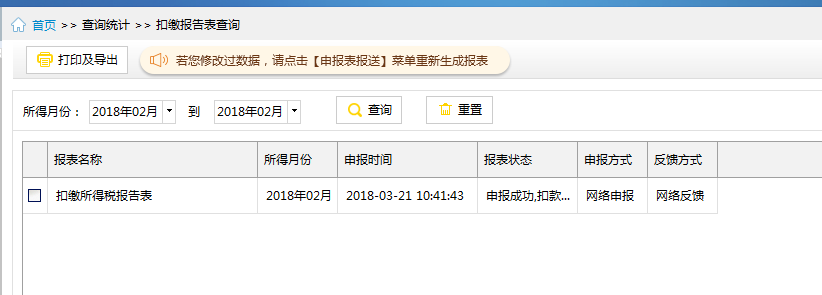 首页 >> 查询统计 >> 扣缴报告表查询
打印及导出 若您修改过数据，请点击【申报表报送】菜单重新生成报表
所得月份： 2018年02月 到 2018年02月 查询 重置
报表名称 所得月份 申报时间 报表状态 申报方式 反馈方式
扣缴所得税报告表 2018年02月 2018-03-21 10:41:43 申报成功,扣款... 网络申报 网络反馈